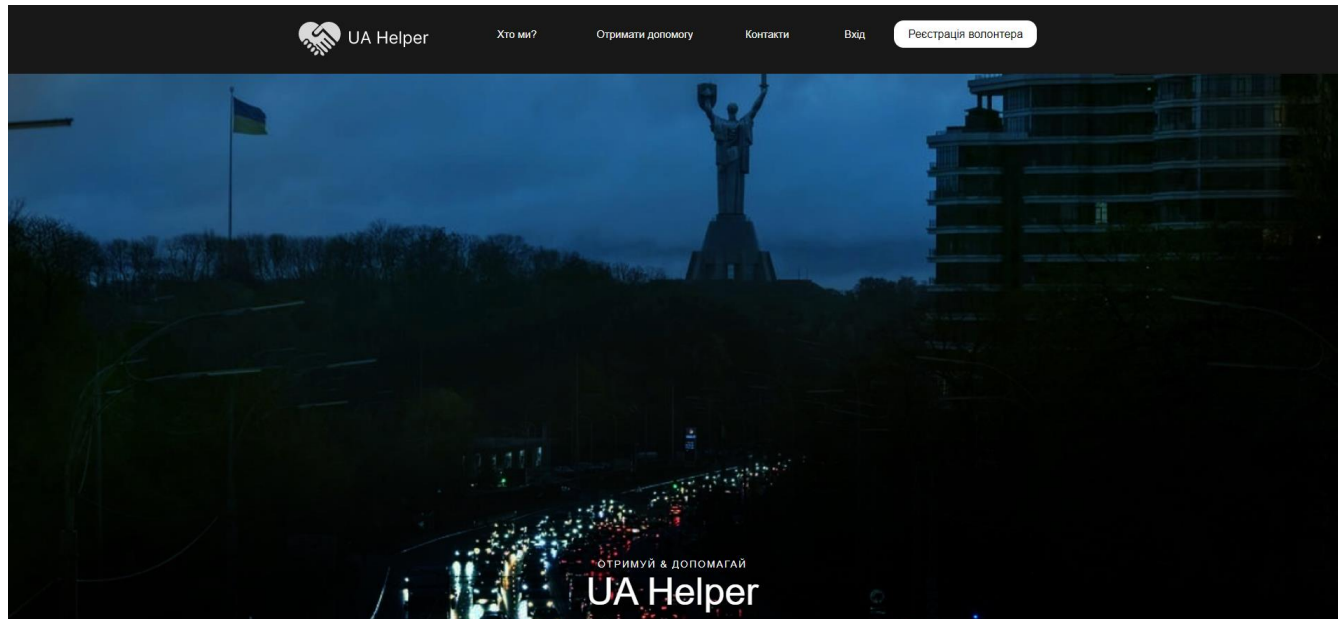 UA Helper
Хто ми?
Отримати допомогу
Контакти
Вхід
Реєстрація волонтера
ОТРИМУЙ & ДОПОМАГАЙ
UA Helper